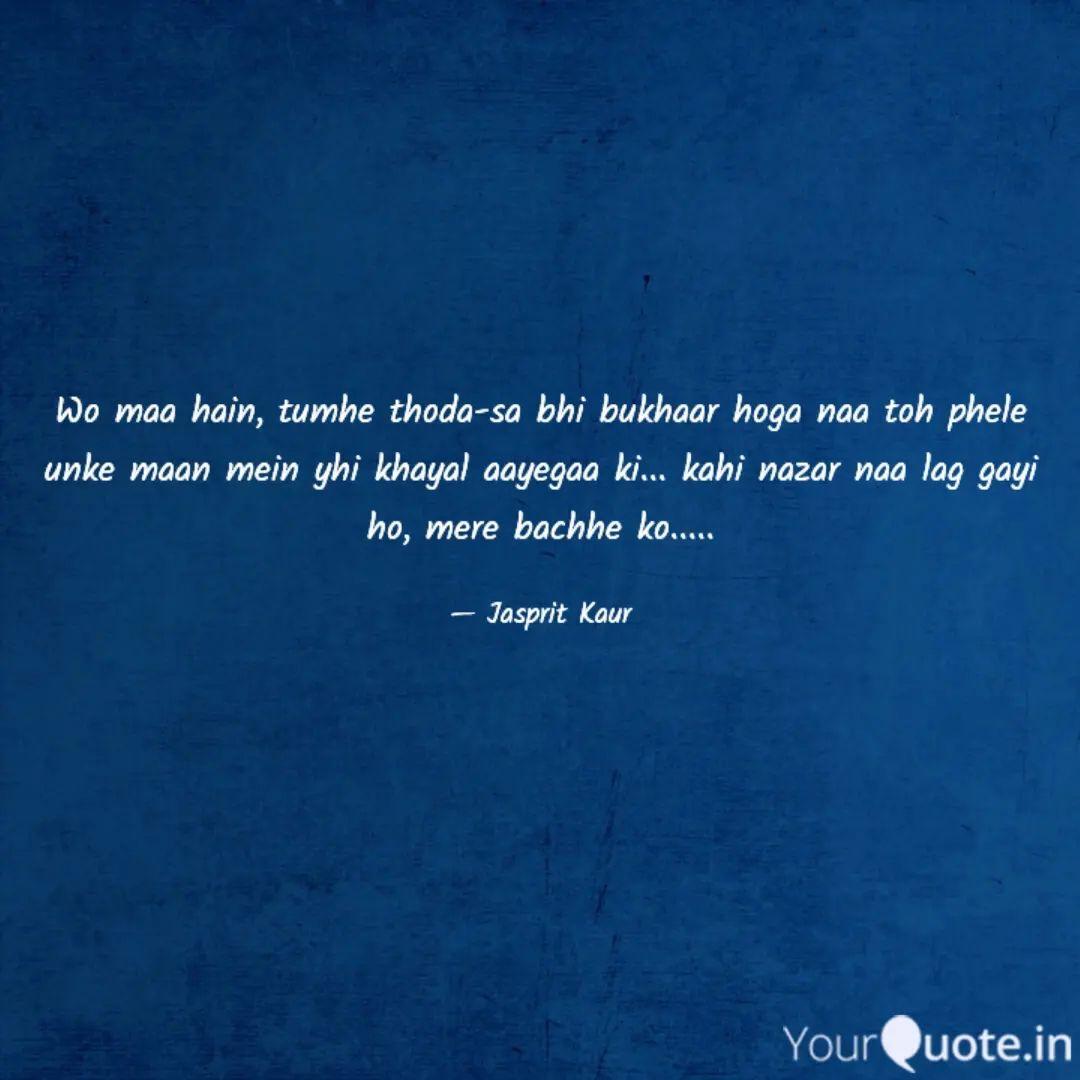 Wo maa hain, tumhe thoda-sa bhi bukhaar hoga naa toh phele
unke maan mein yhi khayal aayegaa ki... kahi nazar naa lag gayi
ho, mere bachhe ko.....
— Jasprit Kaur
YourQuote.in